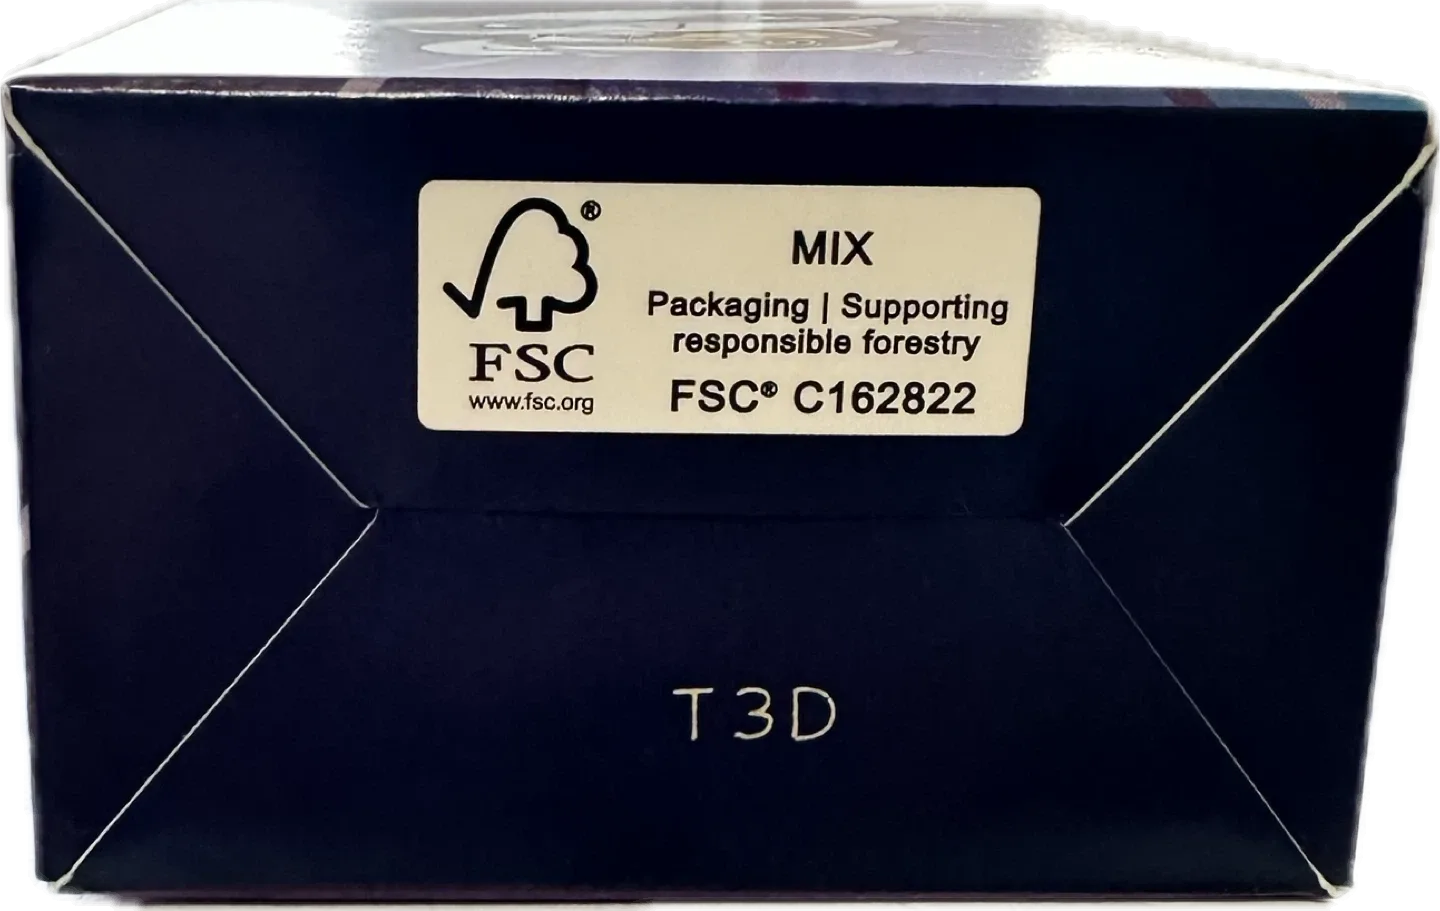 ®
FSC
www.fsc.org
MIX
Packaging | Supporting
responsible forestry
FSC® C162822
T3D